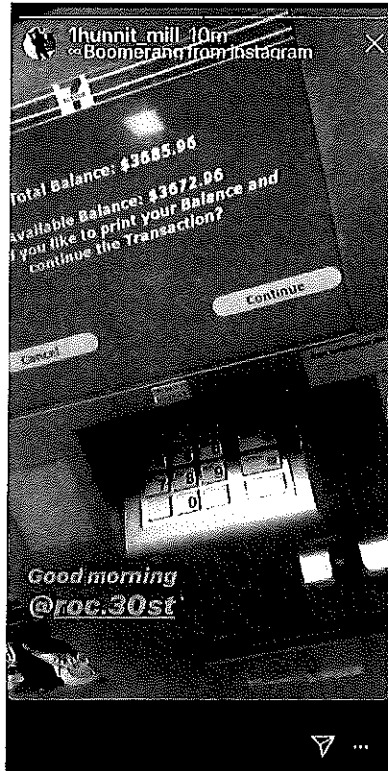 1hunnit_mill 10m
∞ Boomerang from Instagram
Total Balance: $3685.96
Available Balance: $3672.96
you like to print your Balance and
continue the Transaction?
Continue
Cancel
7 8 9
0
Good morning
@roc.30st